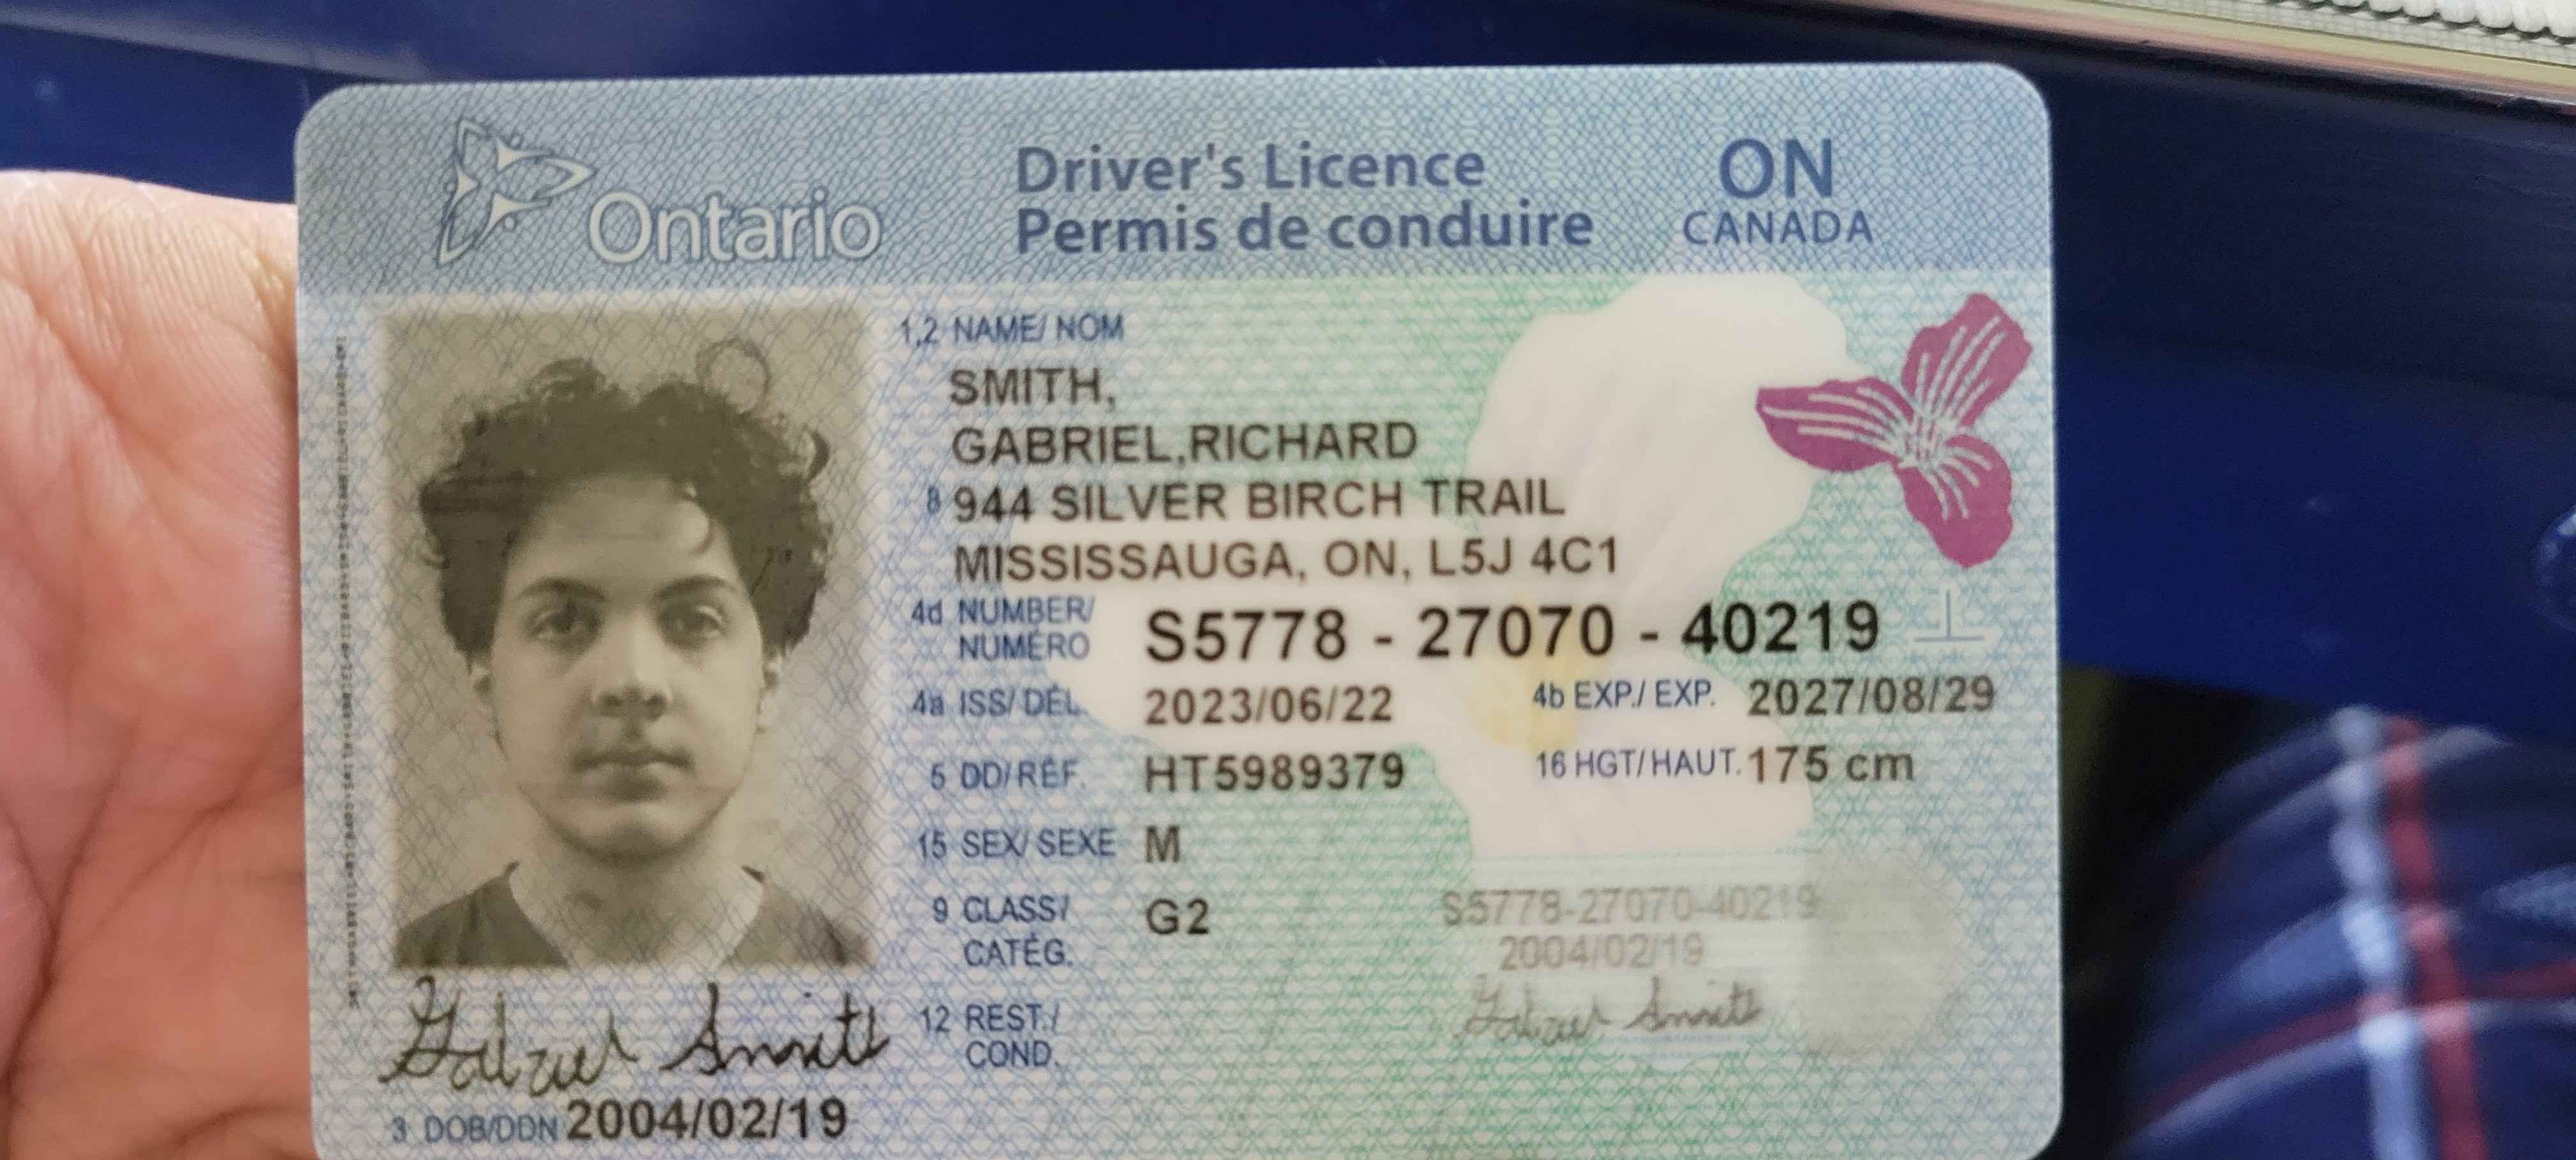 Ontario
Driver's Licence
Permis de conduire
ON
CANADA
1,2 NAME/ NOM
SMITH,
GABRIEL,RICHARD
8 944 SILVER BIRCH TRAIL
MISSISSAUGA, ON, L5J 4C1
4d NUMBER/
NUMÉRO
S5778 - 27070 - 40219
4a ISS/ DÉL. 2023/06/22
4b EXP./ EXP. 2027/08/29
5 DD/RÉF. HT5989379
16 HGT/HAUT. 175 cm
15 SEX/ SEXE M
9 CLASS/
CATÉG.
G2
S5778-27070-40219
2004/02/19
12 REST./
COND.
Smith
3 DOB/DDN 2004/02/19